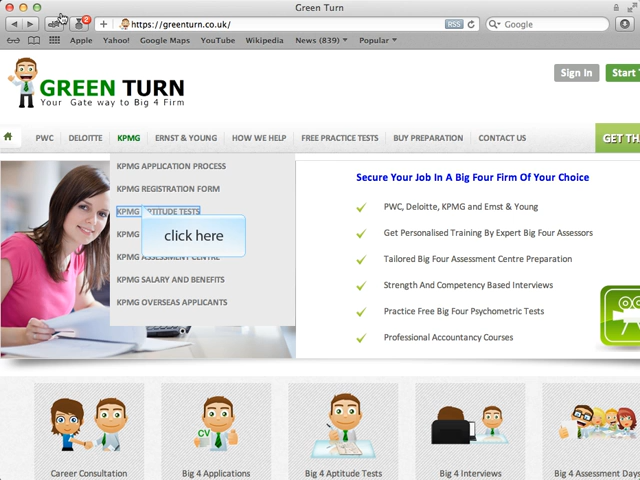 Green Turn
2
https://greenturn.co.uk/
RSS
Google
Apple
Yahoo!
Google Maps
YouTube
Wikipedia
News (839)
Popular
GREEN TURN
Your Gate way to Big 4 Firm
Sign In
Start
PWC
DELOITTE
KPMG
ERNST & YOUNG
HOW WE HELP
FREE PRACTICE TESTS
BUY PREPARATION
CONTACT US
GET
KPMG APPLICATION PROCESS
KPMG REGISTRATION FORM
KPMG APTITUDE TESTS
KPMG
click here
KPMG ASSESSMENT CENTRE
KPMG SALARY AND BENEFITS
KPMG OVERSEAS APPLICANTS
Secure Your Job In A Big Four Firm Of Your Choice
PWC, Deloitte, KPMG and Ernst & Young
Get Personalised Training By Expert Big Four Assessors
Tailored Big Four Assessment Centre Preparation
Strength And Competency Based Interviews
Practice Free Big Four Psychometric Tests
Professional Accountancy Courses
CV
Career Consultation
Big 4 Applications
Big 4 Aptitude Tests
Big 4 Interviews
Big 4 Assessment Days